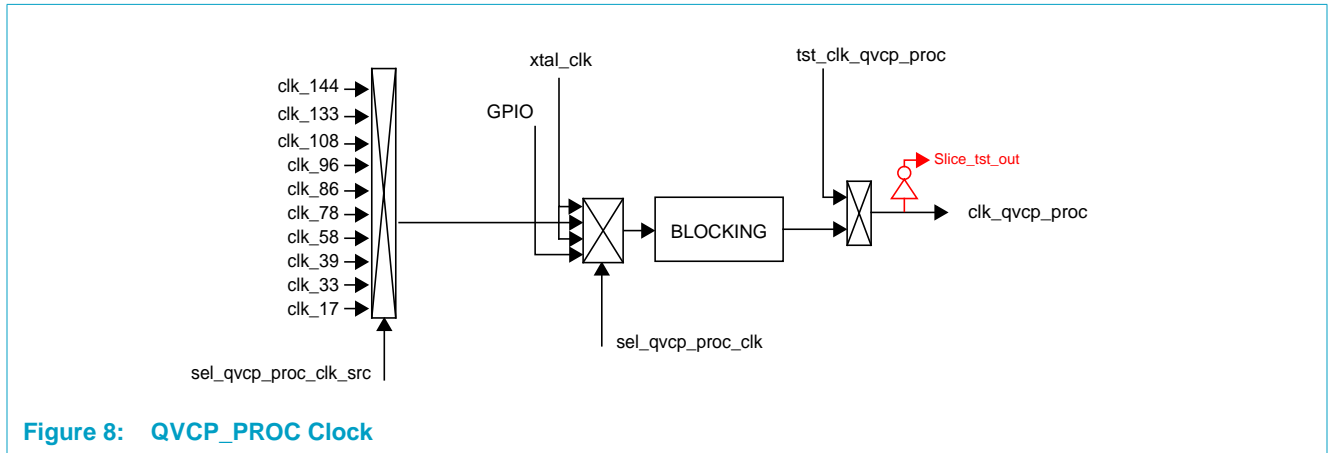 xtal_clk
tst_clk_qvcp_proc
clk_144
GPIO
clk_133
clk_108
clk_96
Slice_tst_out
clk_86
clk_78
clk_qvcp_proc
BLOCKING
clk_58
clk_39
clk_33
clk_17
sel_qvcp_proc_clk
sel_qvcp_proc_clk_src
Figure 8: QVCP_PROC Clock